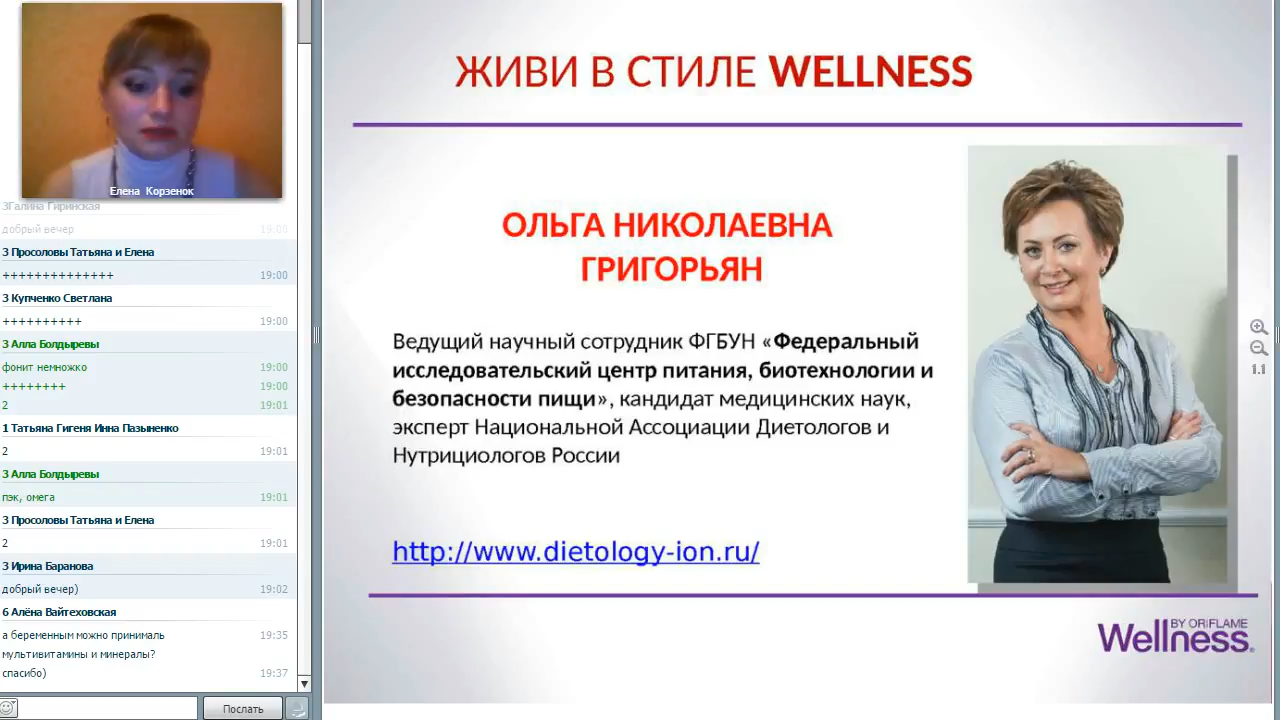 Елена Корзенок
3Галина Гиринская
добрый вечер 19:00
3 Просоловы Татьяна и Елена
++++++++++++++ 19:00
3 Купченко Светлана
++++++++++ 19:00
3 Алла Болдыревы
фонит немножко 19:00
++++++++ 19:00
2 19:01
1 Татьяна Гигеня Инна Пазыненко
2 19:01
3 Алла Болдыревы
пэк, омега 19:01
3 Просоловы Татьяна и Елена
2 19:01
3 Ирина Баранова
добрый вечер) 19:02
6 Алёна Вайтеховская
а беременным можно прималь 19:35
мультивитамины и минералы?
спасибо) 19:37
Послать
ЖИВИ В СТИЛЕ WELLNESS
ОЛЬГА НИКОЛАЕВНА
ГРИГОРЬЯН
Ведущий научный сотрудник ФГБУН «Федеральный
исследовательский центр питания, биотехнологии и
безопасности пищи», кандидат медицинских наук,
эксперт Национальной Ассоциации Диетологов и
Нутрициологов России
http://www.dietology-ion.ru/
BY ORIFLAME
Wellness.
1.1